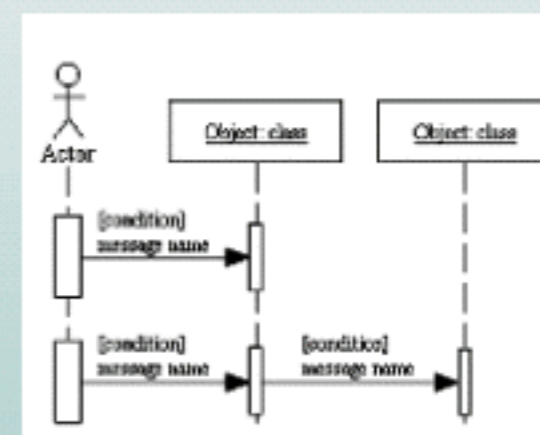 Object: class
Object: class
Actor
[condition]
message name
[condition]
message name
[condition]
message name